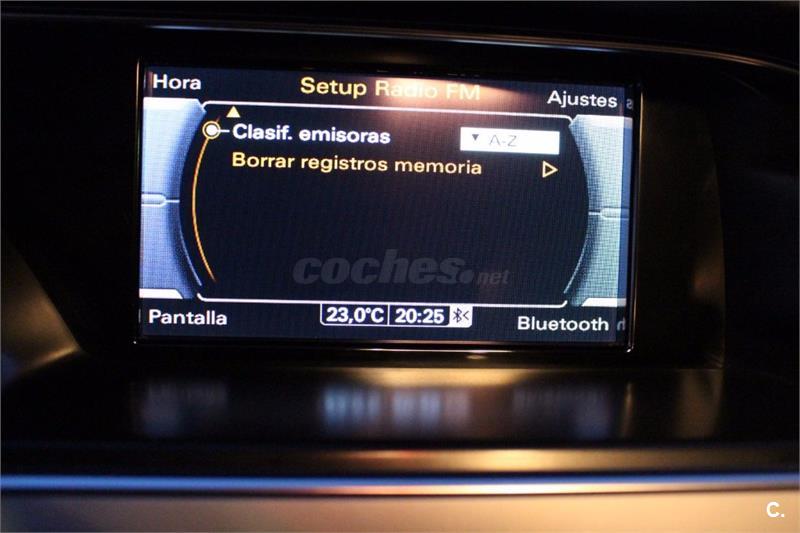 Hora
Setup Radio FM
Ajustes
Clasif. emisoras
A-Z
Borrar registros memoria
coches.net
Pantalla
23,0°C 20:25
Bluetooth
C.